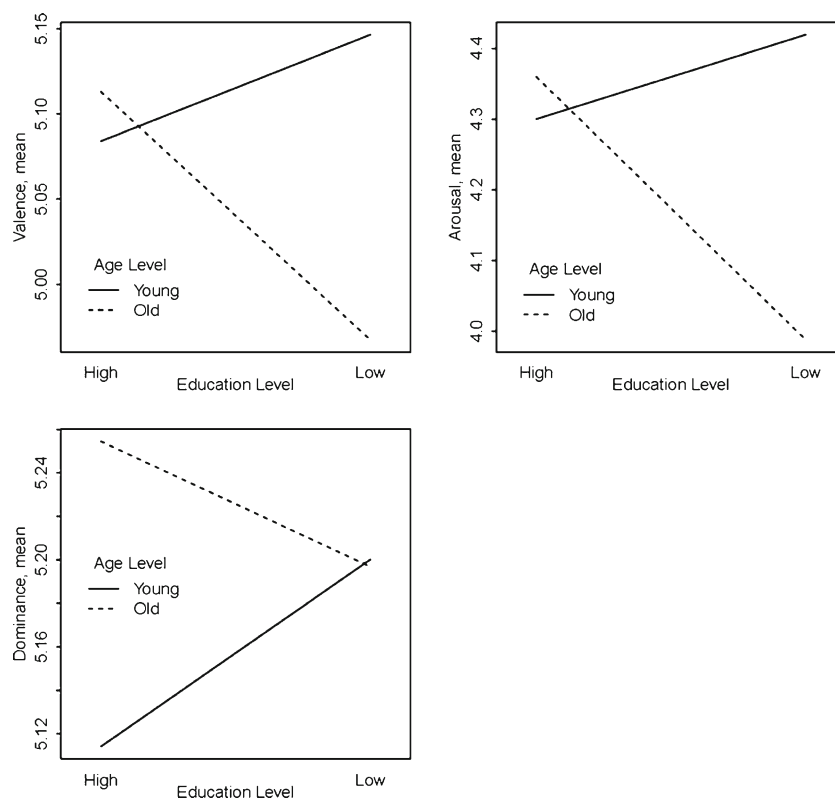 Valence, mean
5.15
5.10
5.05
5.00
Age Level
Young
Old
High
Low
Education Level
Arousal, mean
4.4
4.3
4.2
4.1
4.0
Age Level
Young
Old
High
Low
Education Level
Dominance, mean
5.24
5.20
5.16
5.12
Age Level
Young
Old
High
Low
Education Level